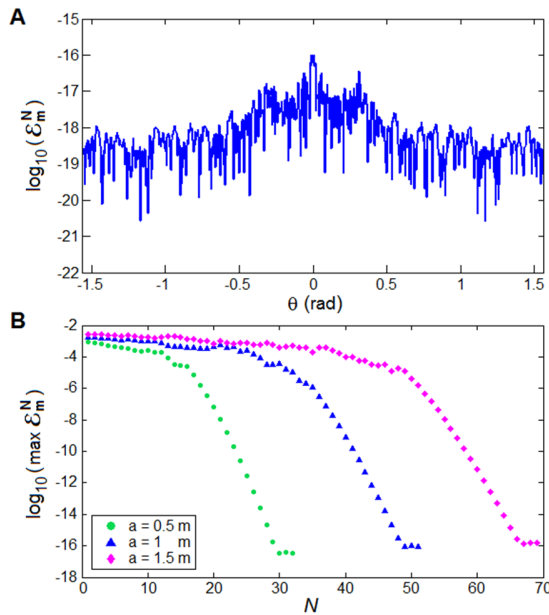 A
-15
-16
-17
-18
-19
-20
-21
-22
log₁₀(ε_m^N)
-1.5 -1 -0.5 0 0.5 1 1.5
θ (rad)
B
-2
-4
-6
-8
-10
-12
-14
-16
-18
log₁₀(max ε_m^N)
a = 0.5 m
a = 1 m
a = 1.5 m
0 10 20 30 40 50 60 70
N